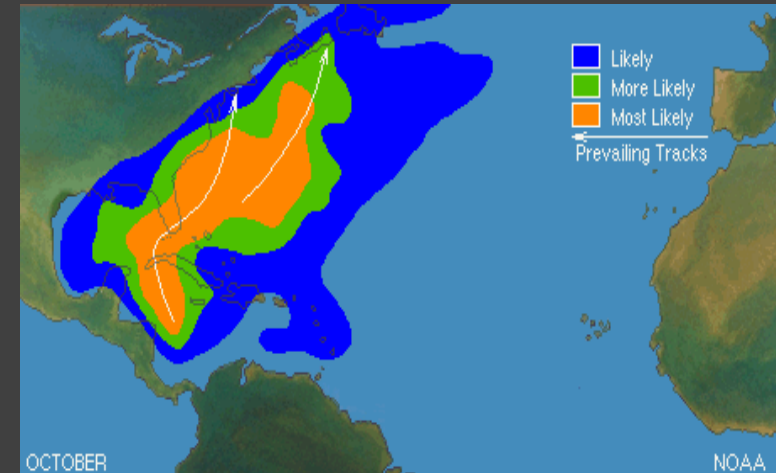 Likely
More Likely
Most Likely
Prevailing Tracks
OCTOBER
NOAA